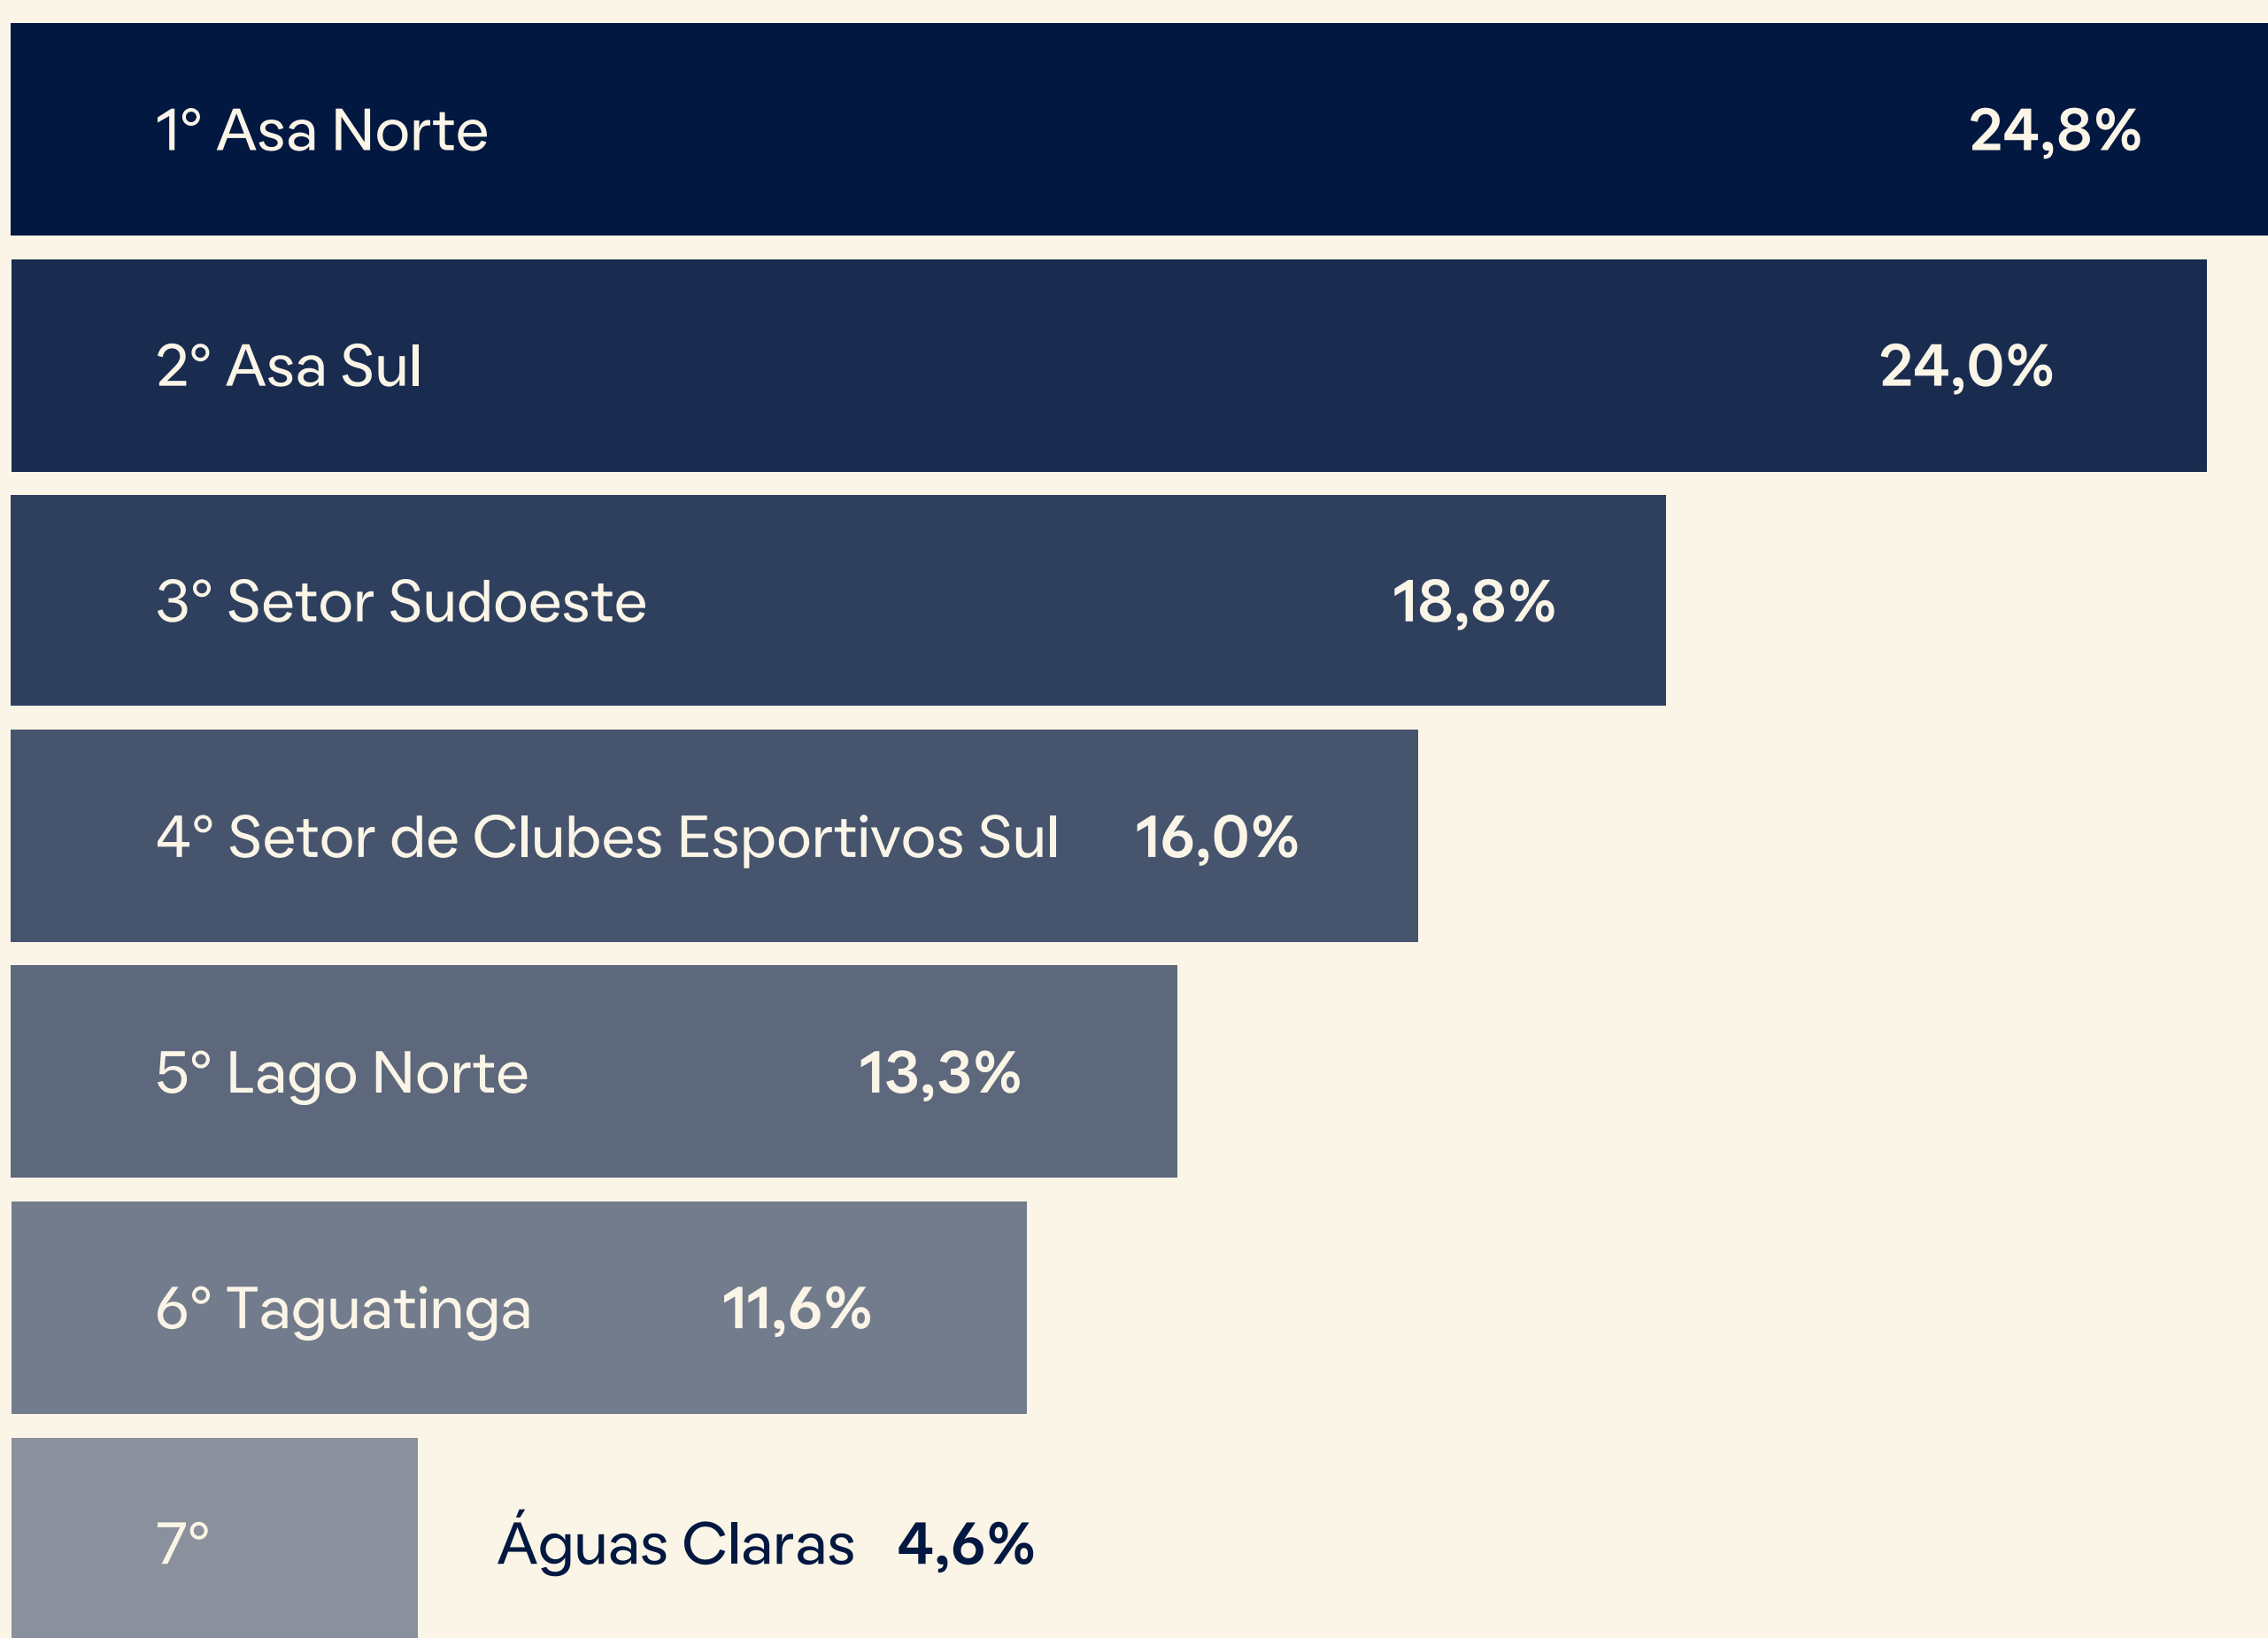 1° Asa Norte 24,8%
2° Asa Sul 24,0%
3° Setor Sudoeste 18,8%
4° Setor de Clubes Esportivos Sul 16,0%
5° Lago Norte 13,3%
6° Taguatinga 11,6%
7° Águas Claras 4,6%